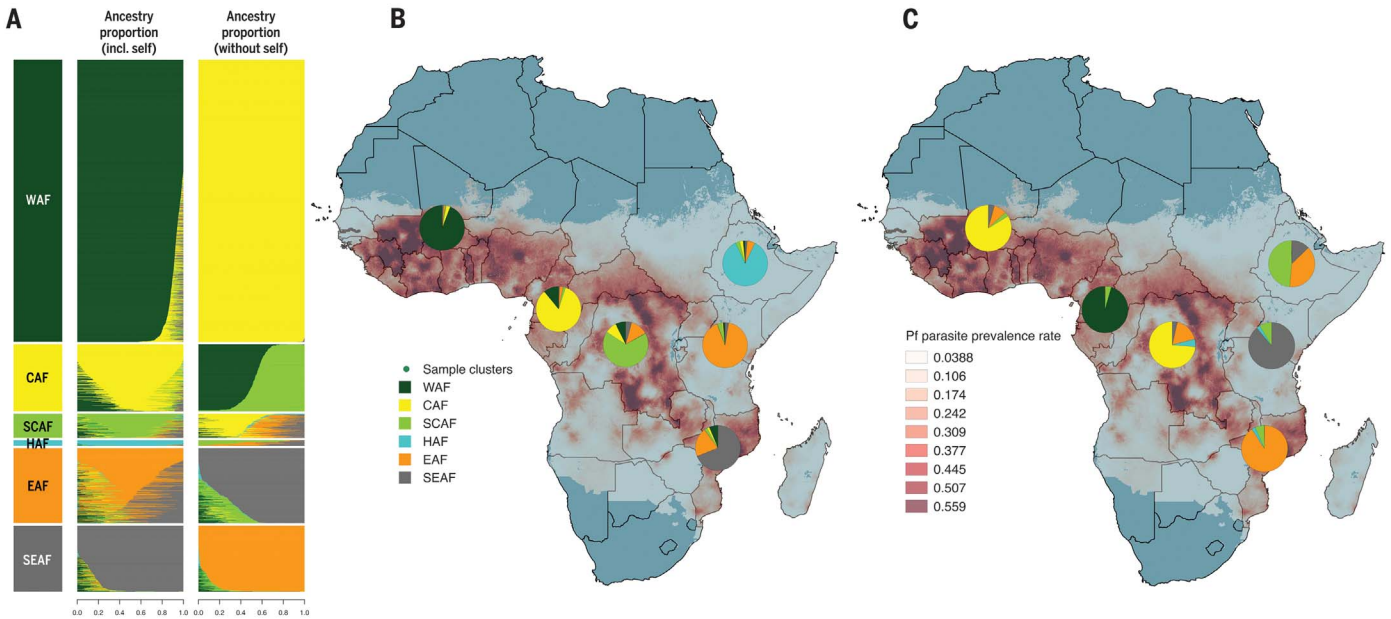 A
Ancestry
proportion
(incl. self)
Ancestry
proportion
(without self)
WAF
CAF
SCAF
HAF
EAF
SEAF
0.0 0.2 0.4 0.6 0.8 1.0
0.0 0.2 0.4 0.6 0.8 1.0
B
Sample clusters
WAF
CAF
SCAF
HAF
EAF
SEAF
C
Pf parasite prevalence rate
0.0388
0.106
0.174
0.242
0.309
0.377
0.445
0.507
0.559